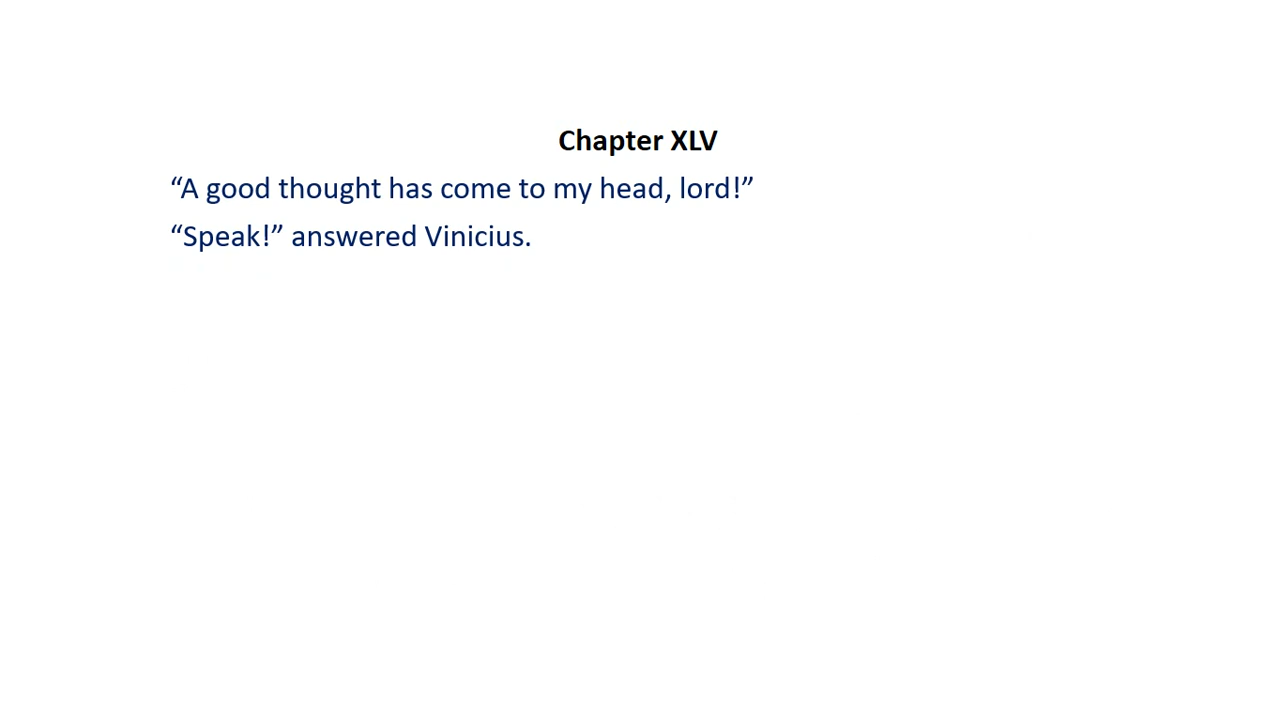 Chapter XLV
“A good thought has come to my head, lord!”
“Speak!” answered Vinicius.